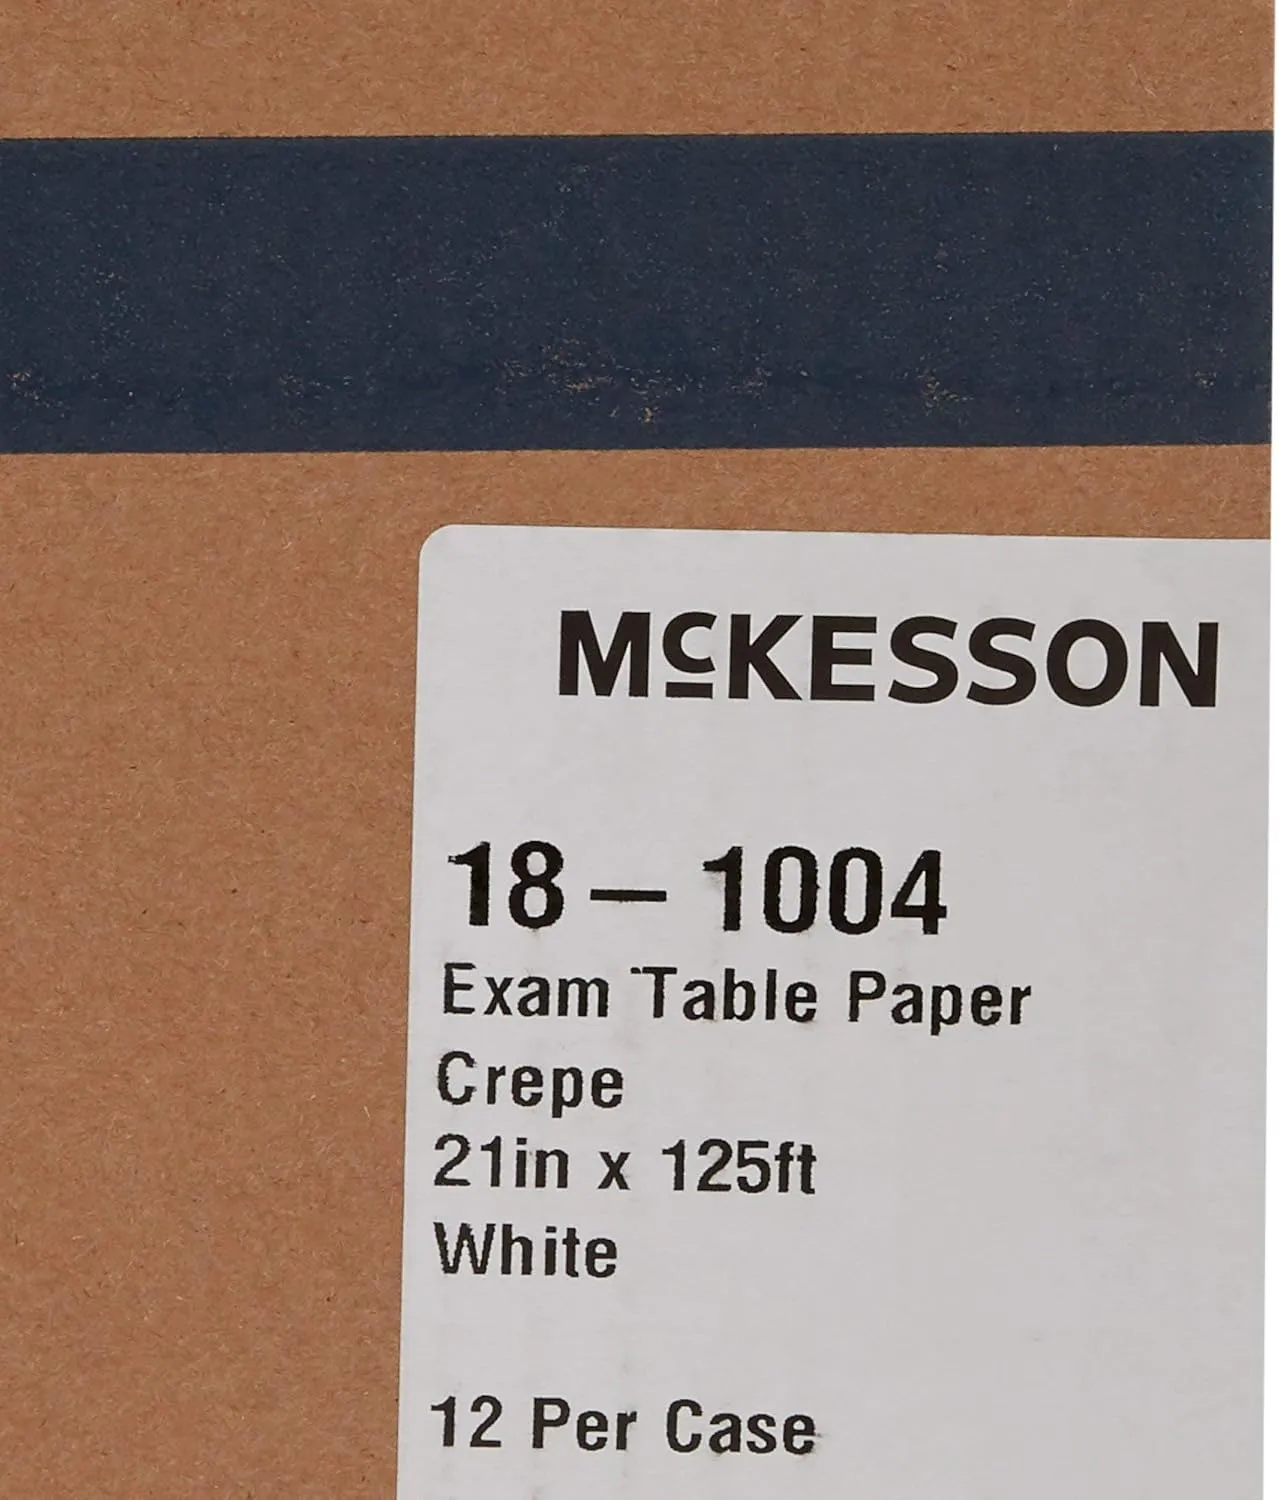 McKESSON
18 – 1004
Exam Table Paper
Crepe
21in x 125ft
White
12 Per Case